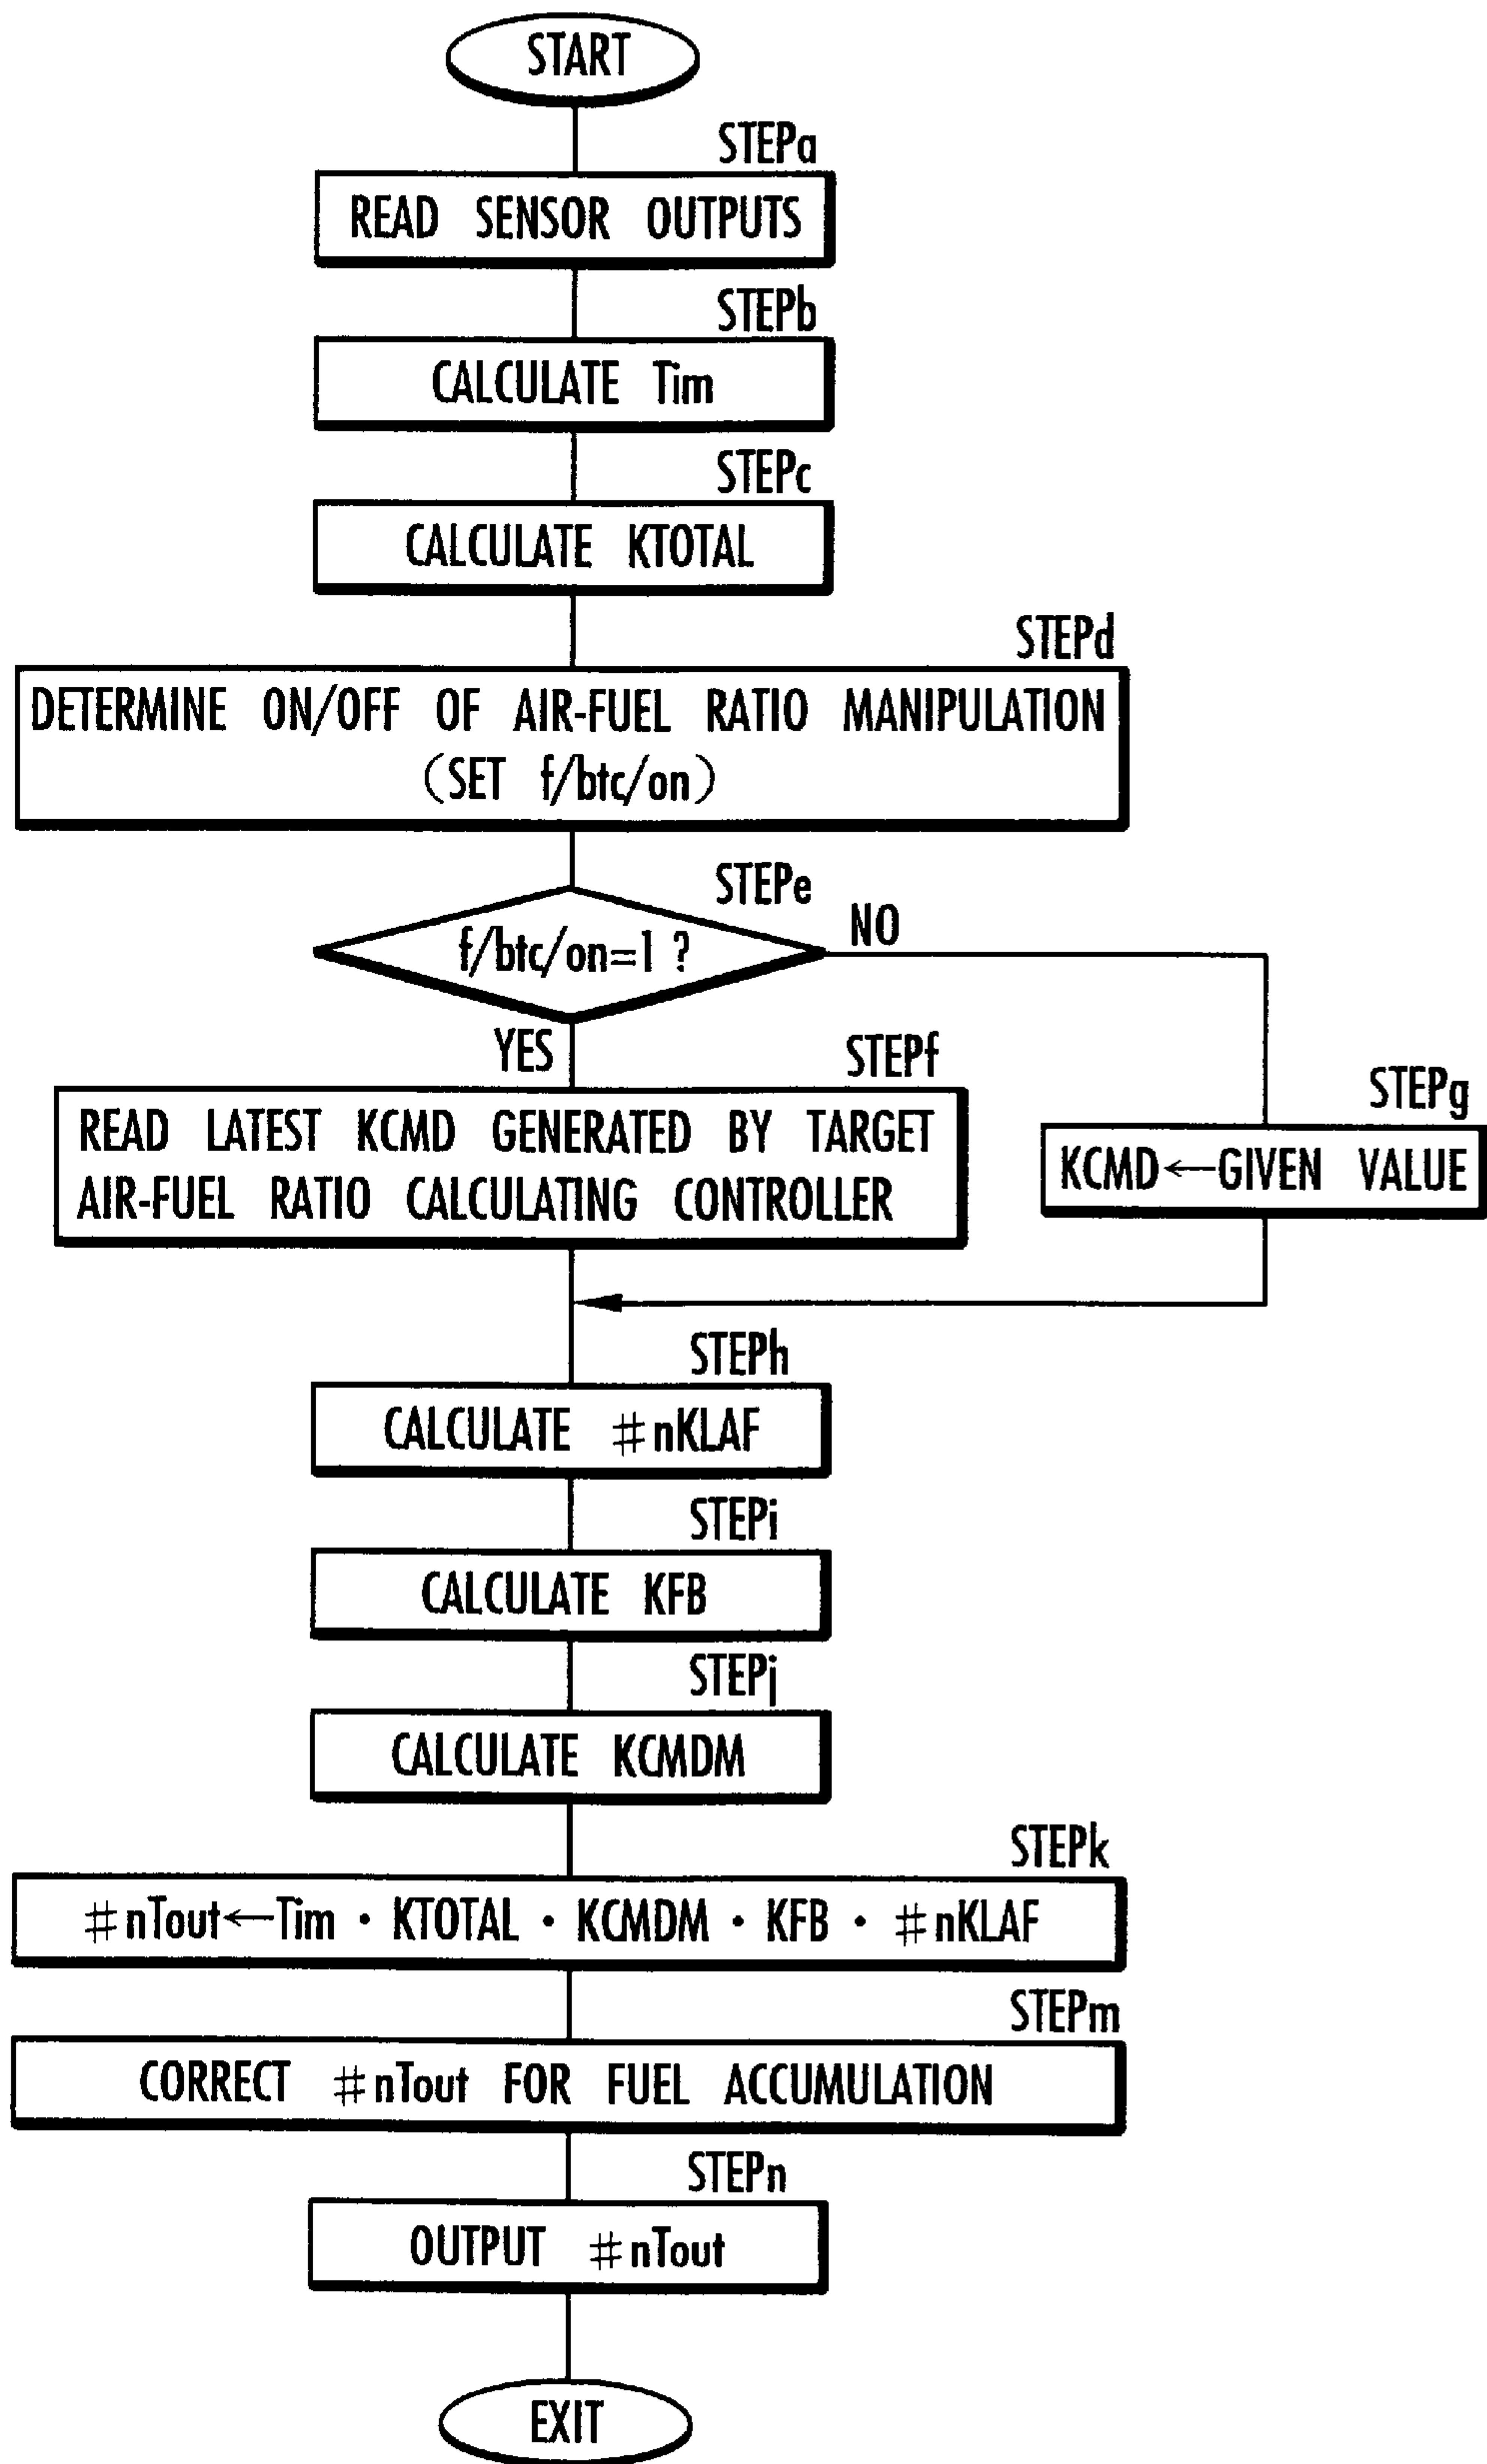 START
STEPa
READ SENSOR OUTPUTS
STEPb
CALCULATE Tim
STEPc
CALCULATE KTOTAL
STEPd
DETERMINE ON/OFF OF AIR-FUEL RATIO MANIPULATION
(SET f/btc/on)
STEPe
f/btc/on=1 ?
NO
YES
STEPf
READ LATEST KCMD GENERATED BY TARGET
AIR-FUEL RATIO CALCULATING CONTROLLER
STEPg
KCMD←GIVEN VALUE
STEPh
CALCULATE #nKLAF
STEPi
CALCULATE KFB
STEPj
CALCULATE KCMDM
STEPk
#nTout←Tim · KTOTAL · KCMDM · KFB · #nKLAF
STEPm
CORRECT #nTout FOR FUEL ACCUMULATION
STEPn
OUTPUT #nTout
EXIT